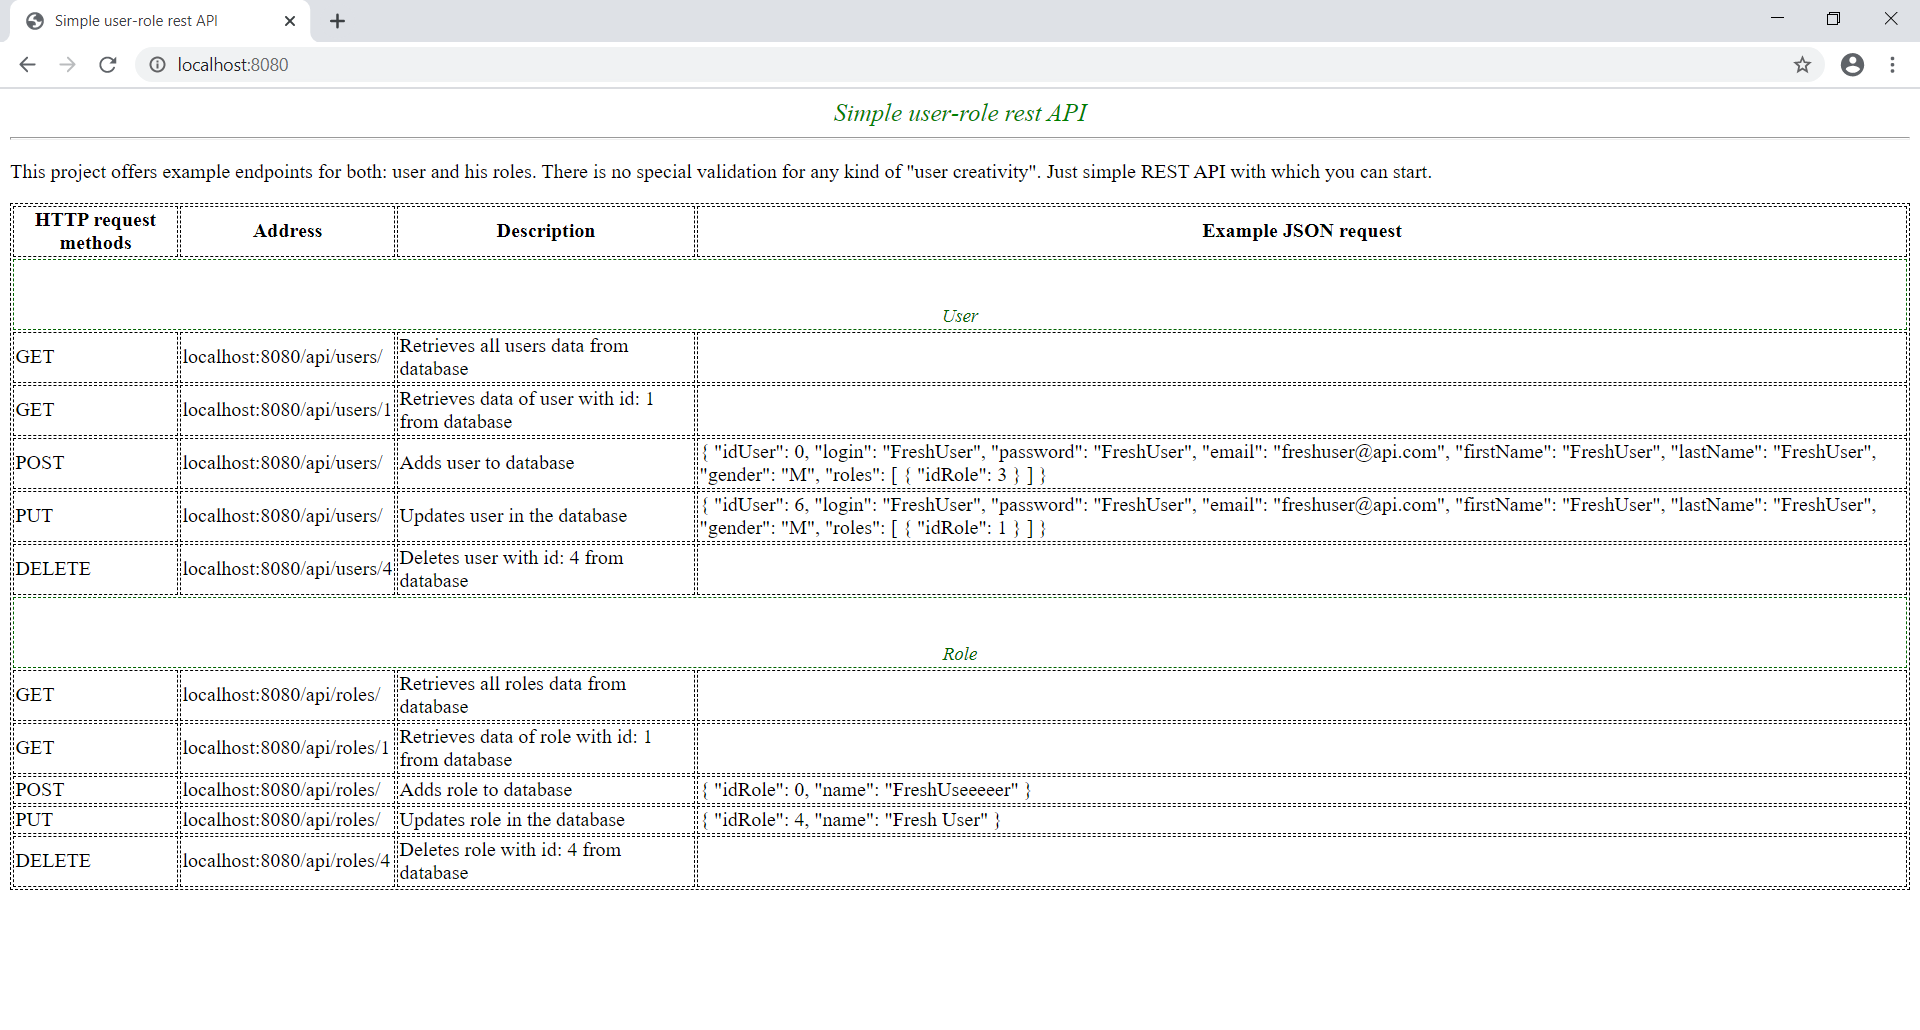 Simple user-role rest API
localhost:8080
Simple user-role rest API
This project offers example endpoints for both: user and his roles. There is no special validation for any kind of "user creativity". Just simple REST API with which you can start.
HTTP request
methods
Address
Description
Example JSON request
User
GET
localhost:8080/api/users/
Retrieves all users data from
database
GET
localhost:8080/api/users/1
Retrieves data of user with id: 1
from database
POST
localhost:8080/api/users/
Adds user to database
{ "idUser": 0, "login": "FreshUser", "password": "FreshUser", "email": "freshuser@api.com", "firstName": "FreshUser", "lastName": "FreshUser",
"gender": "M", "roles": [ { "idRole": 3 } ] }
PUT
localhost:8080/api/users/
Updates user in the database
{ "idUser": 6, "login": "FreshUser", "password": "FreshUser", "email": "freshuser@api.com", "firstName": "FreshUser", "lastName": "FreshUser",
"gender": "M", "roles": [ { "idRole": 1 } ] }
DELETE
localhost:8080/api/users/4
Deletes user with id: 4 from
database
Role
GET
localhost:8080/api/roles/
Retrieves all roles data from
database
GET
localhost:8080/api/roles/1
Retrieves data of role with id: 1
from database
POST
localhost:8080/api/roles/
Adds role to database
{ "idRole": 0, "name": "FreshUseeeeer" }
PUT
localhost:8080/api/roles/
Updates role in the database
{ "idRole": 4, "name": "Fresh User" }
DELETE
localhost:8080/api/roles/4
Deletes role with id: 4 from
database